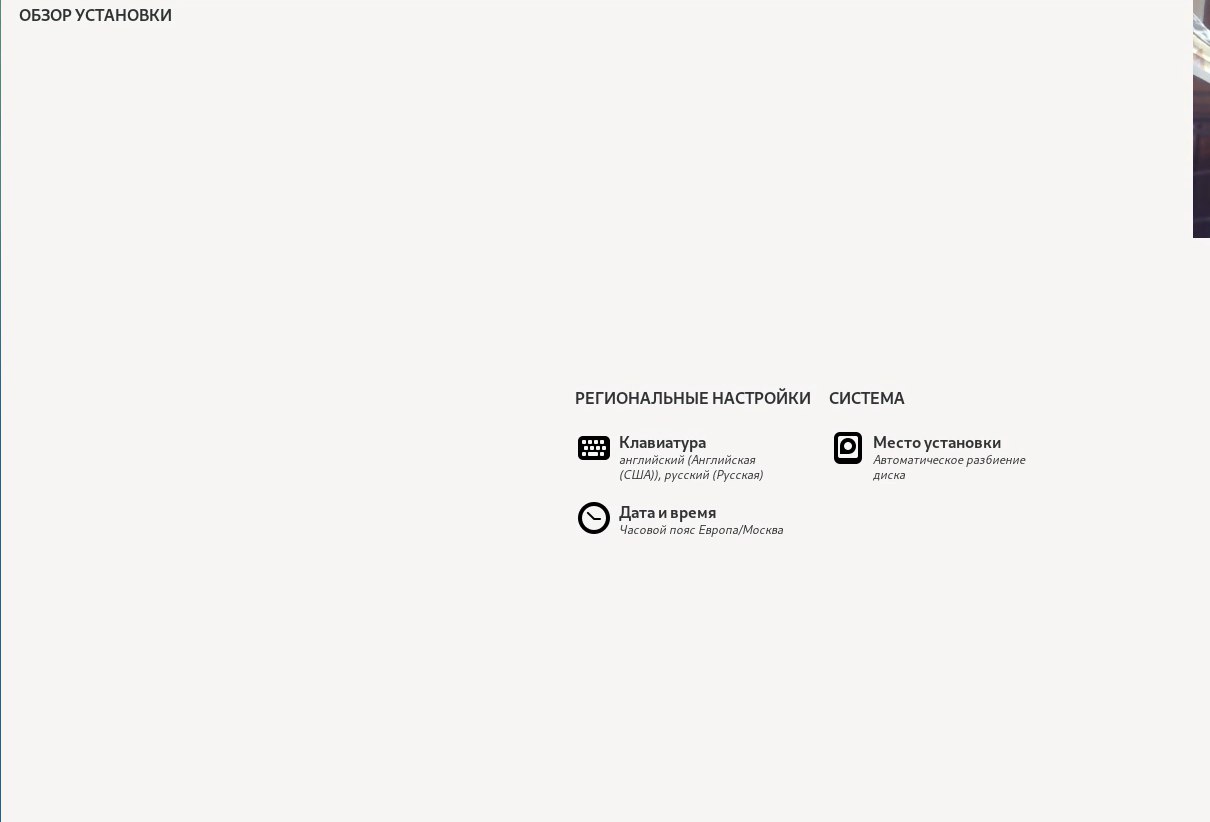 ОБЗОР УСТАНОВКИ
РЕГИОНАЛЬНЫЕ НАСТРОЙКИ
Клавиатура
английский (Английская
(США)), русский (Русская)
Дата и время
Часовой пояс Европа/Москва
СИСТЕМА
Место установки
Автоматическое разбиение
диска